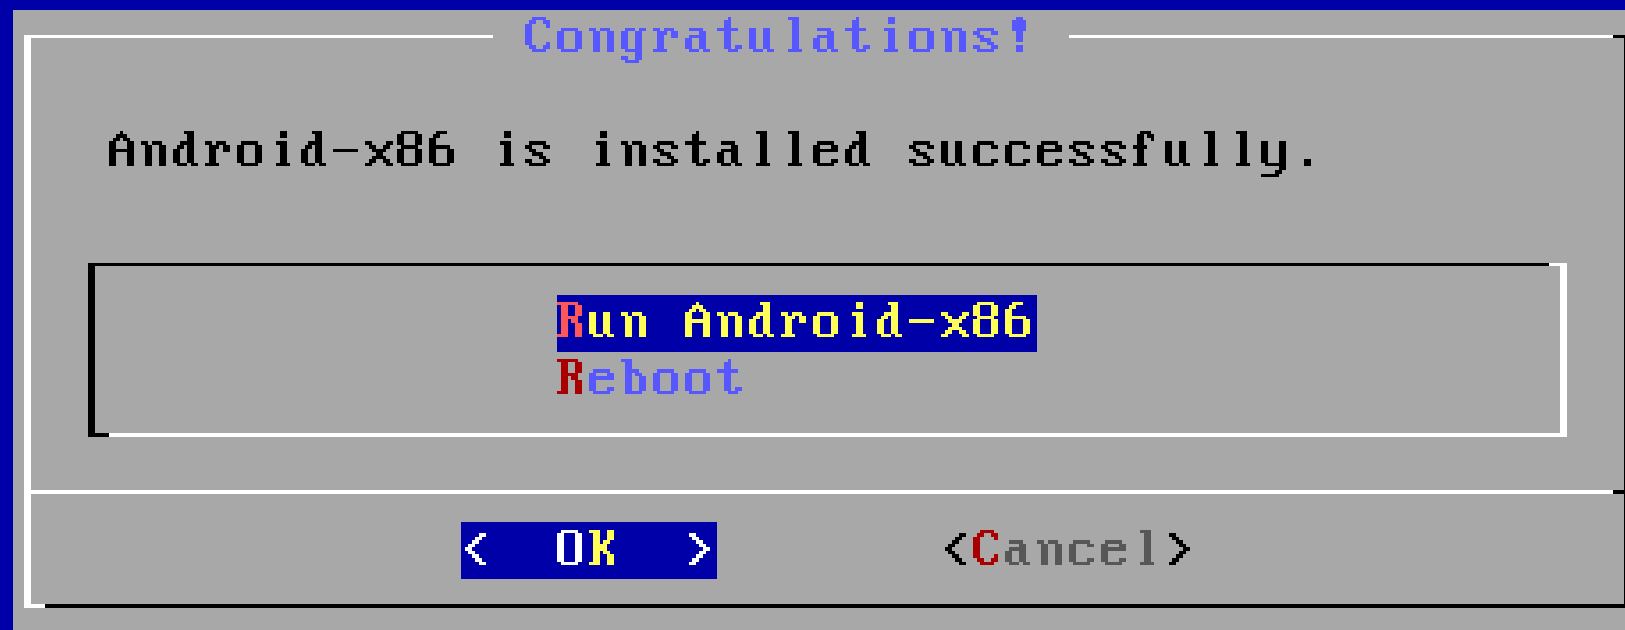 Congratulations!
Android-x86 is installed successfully.
Run Android-x86
Reboot
< OK > <Cancel>